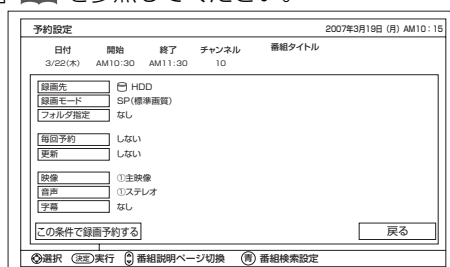 を参照してください。
予約設定 2007年3月19日 (月) AM10：15
日付 開始 終了 チャンネル 番組タイトル
3/22(木) AM10:30 AM11:30 10
録画先 HDD
録画モード SP(標準画質)
フォルダ指定 なし
毎回予約 しない
更新 しない
映像 ①主映像
音声 ①ステレオ
字幕 なし
この条件で録画予約する 戻る
選択 決定 実行 番組説明ページ切換 青 番組検索設定